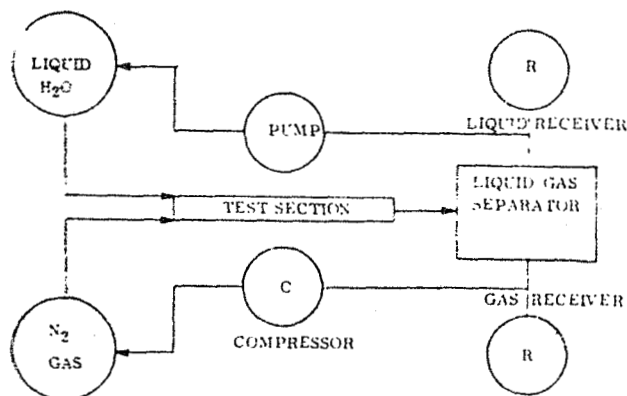 LIQUID
H₂O
R
PUMP
LIQUID RECEIVER
LIQUID GAS
SEPARATOR
TEST SECTION
C
GAS RECEIVER
N₂
GAS
COMPRESSOR
R